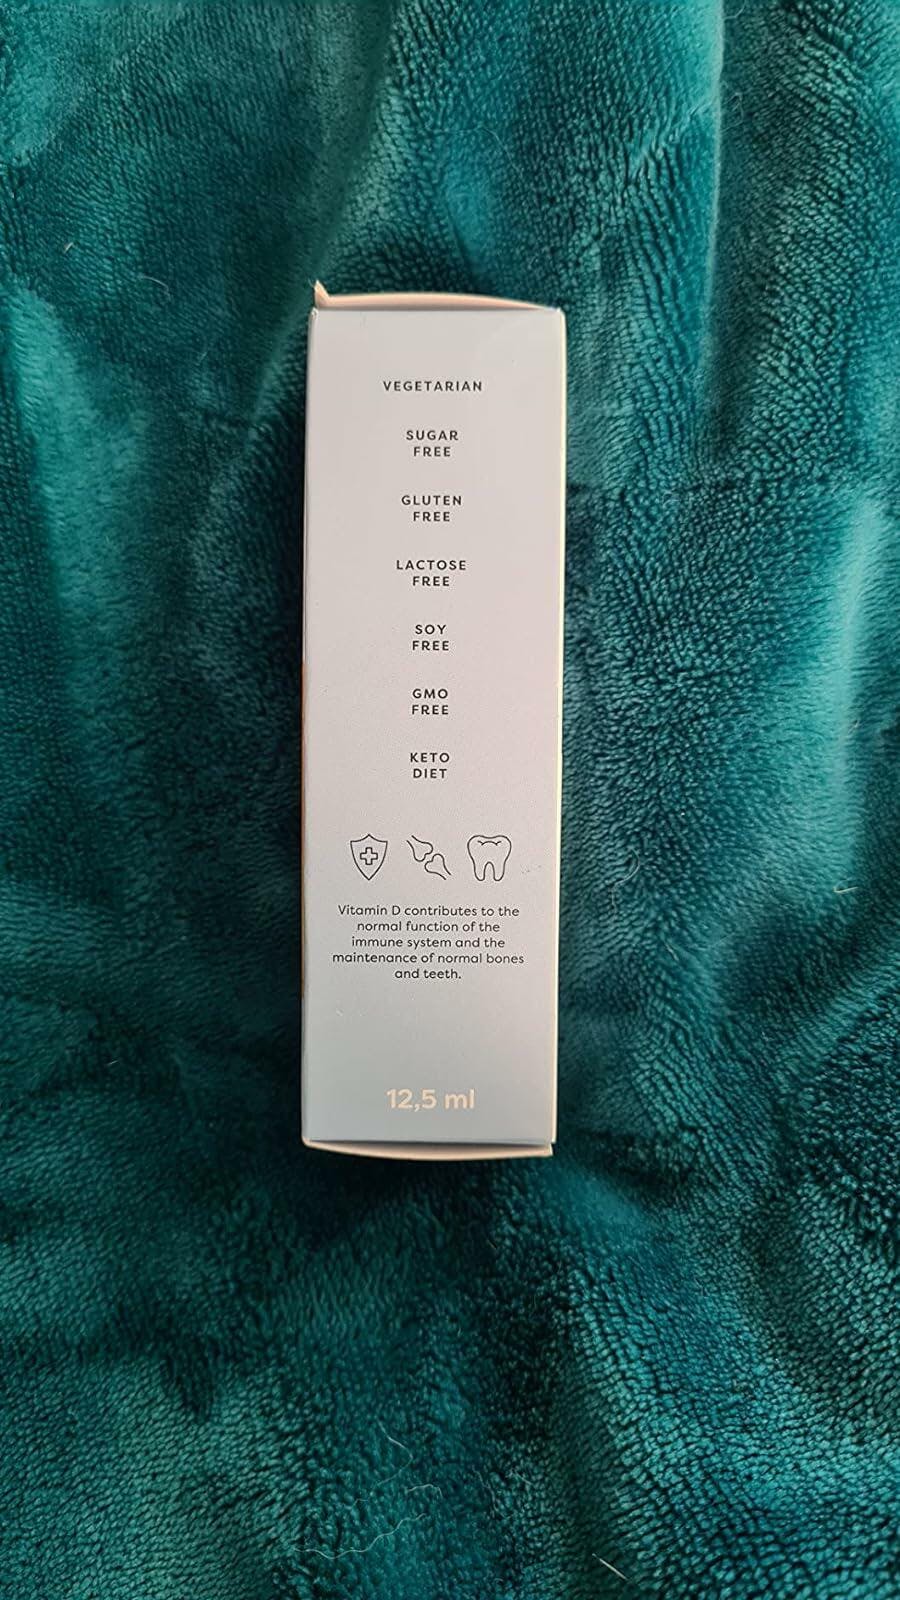 VEGETARIAN
SUGAR
FREE
GLUTEN
FREE
LACTOSE
FREE
SOY
FREE
GMO
FREE
KETO
DIET
Vitamin D contributes to the
normal function of the
immune system and the
maintenance of normal bones
and teeth.
12,5 ml